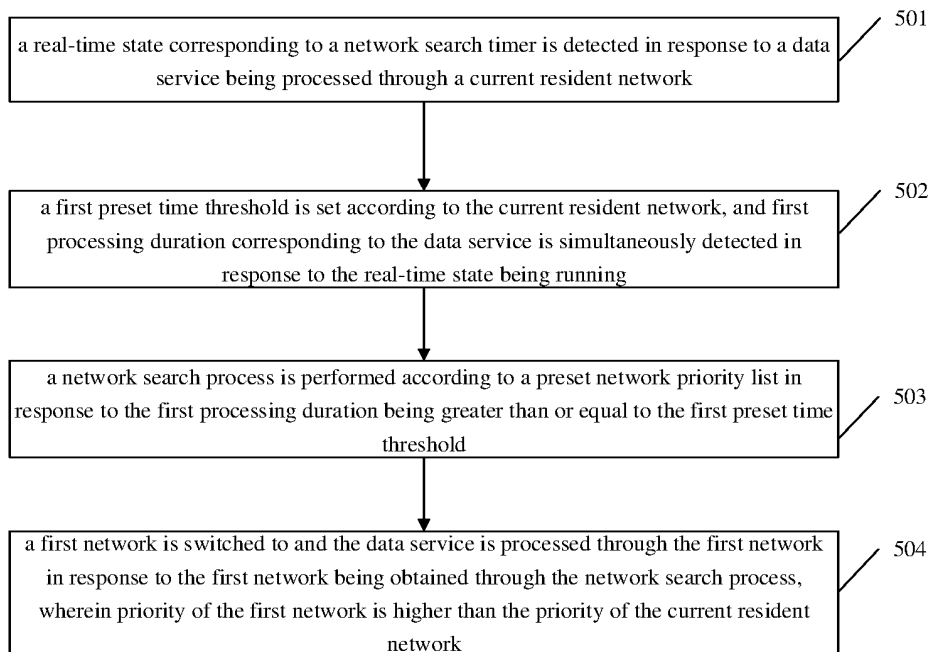 501
a real-time state corresponding to a network search timer is detected in response to a data
service being processed through a current resident network
502
a first preset time threshold is set according to the current resident network, and first
processing duration corresponding to the data service is simultaneously detected in
response to the real-time state being running
503
a network search process is performed according to a preset network priority list in
response to the first processing duration being greater than or equal to the first preset time
threshold
504
a first network is switched to and the data service is processed through the first network
in response to the first network being obtained through the network search process,
wherein priority of the first network is higher than the priority of the current resident
network